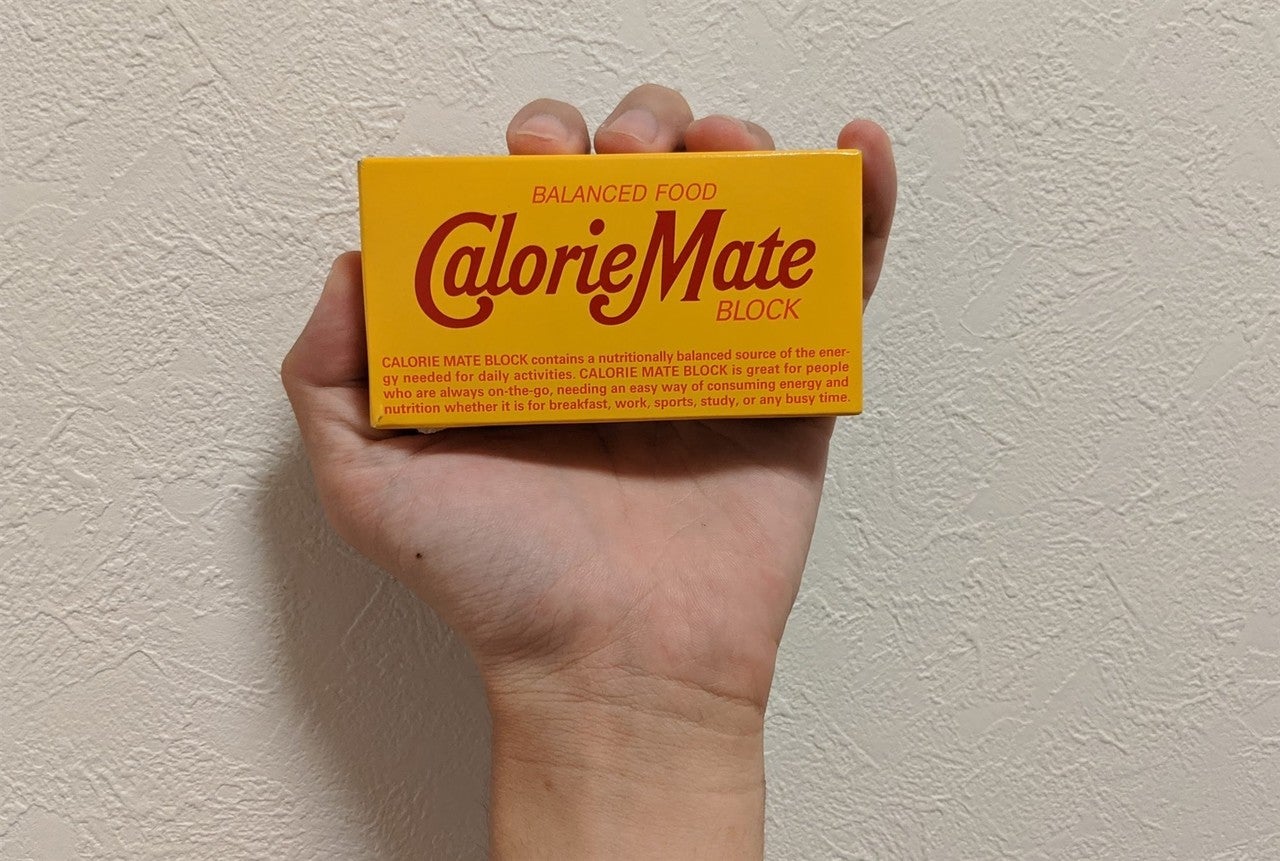 BALANCED FOOD
CalorieMate
BLOCK
CALORIE MATE BLOCK contains a nutritionally balanced source of the ener-
gy needed for daily activities. CALORIE MATE BLOCK is great for people
who are always on-the-go, needing an easy way of consuming energy and
nutrition whether it is for breakfast, work, sports, study, or any busy time.